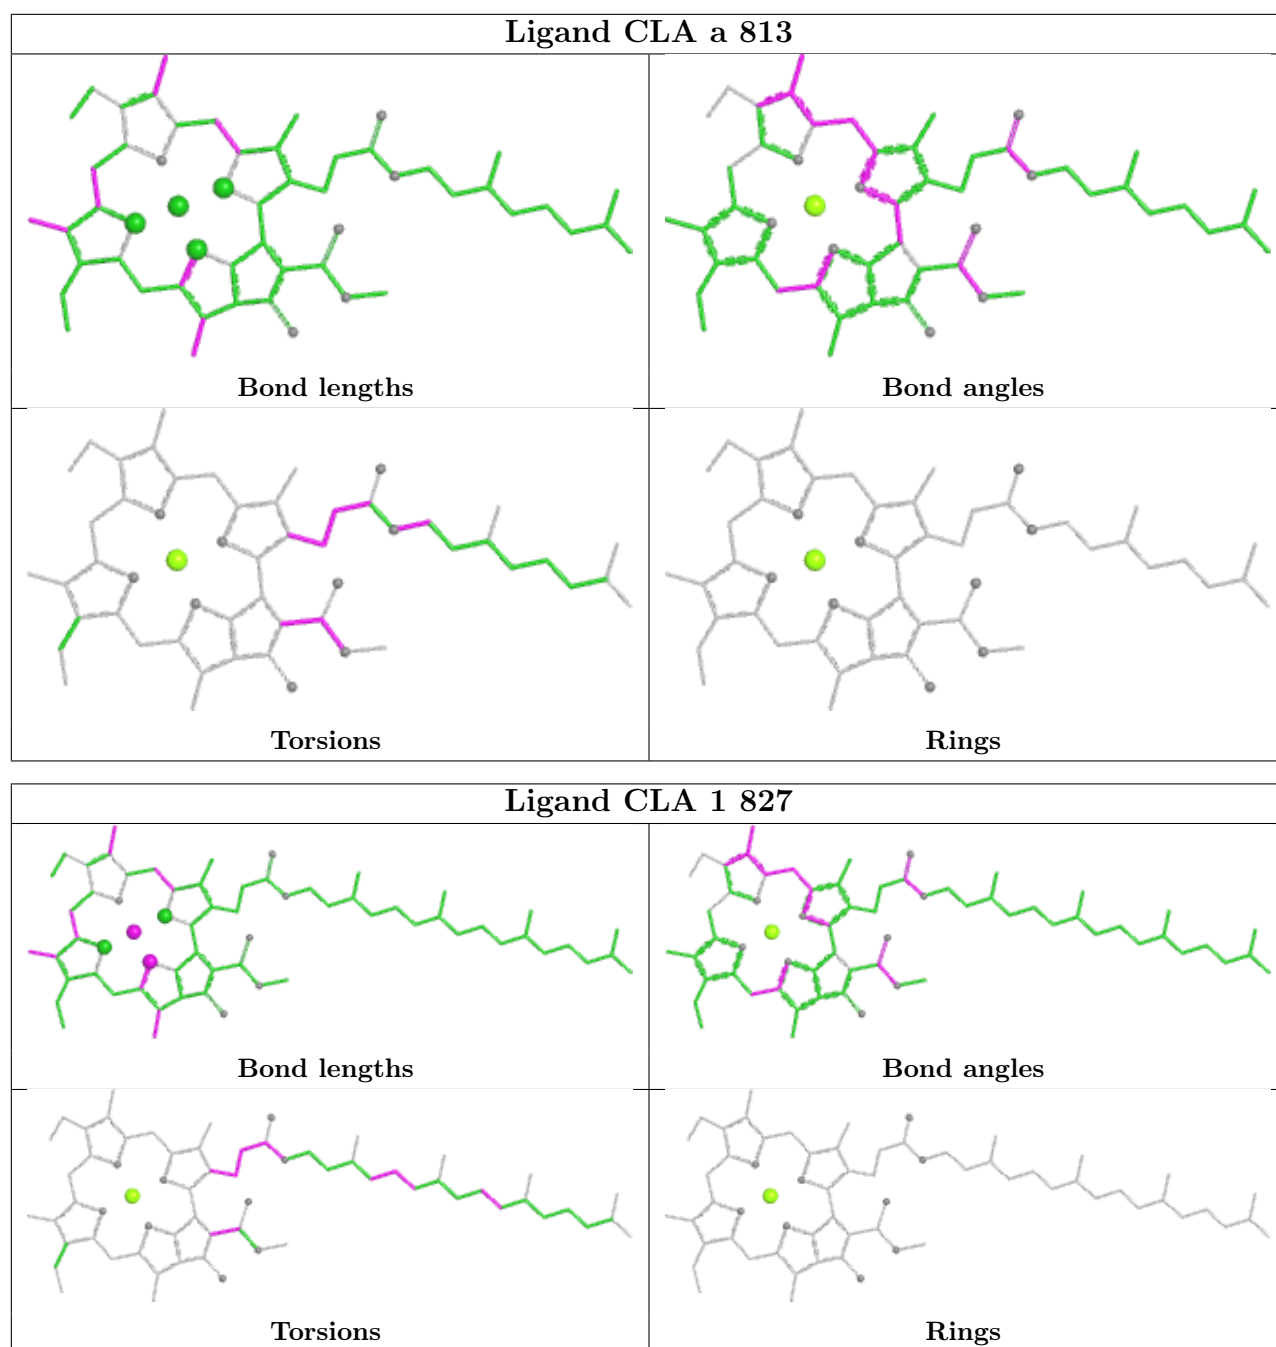 Ligand CLA a 813
Bond lengths
Bond angles
Torsions
Rings
Ligand CLA 1 827
Bond lengths
Bond angles
Torsions
Rings